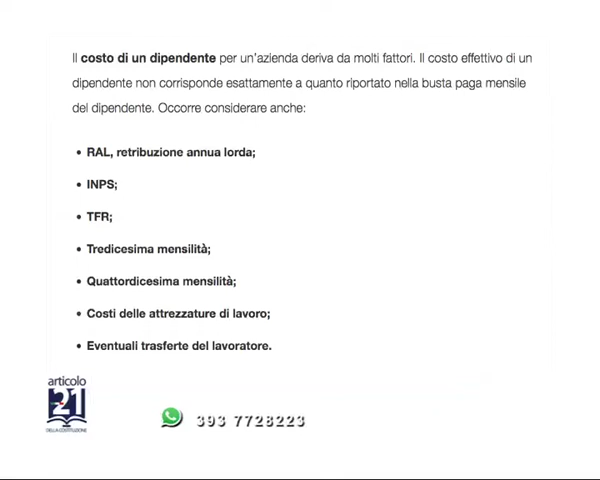 Il costo di un dipendente per un'azienda deriva da molti fattori. Il costo effettivo di un
dipendente non corrisponde esattamente a quanto riportato nella busta paga mensile
del dipendente. Occorre considerare anche:
• RAL, retribuzione annua lorda;
• INPS;
• TFR;
• Tredicesima mensilità;
• Quattordicesima mensilità;
• Costi delle attrezzature di lavoro;
• Eventuali trasferte del lavoratore.
articolo
21
DELLA COSTITUZIONE
393 7728223